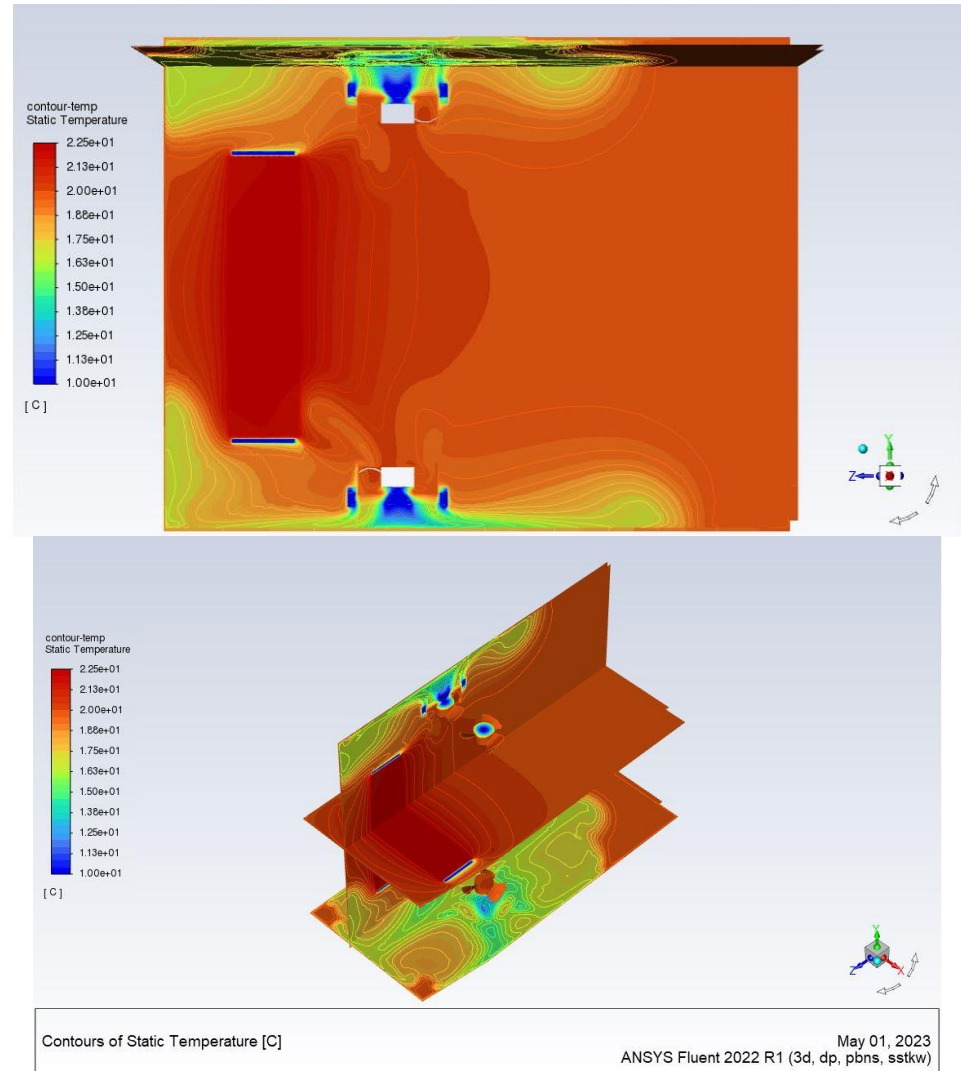 contour-temp
Static Temperature
2.25e+01
2.13e+01
2.00e+01
1.88e+01
1.75e+01
1.63e+01
1.50e+01
1.38e+01
1.25e+01
1.13e+01
1.00e+01
[ C ]
Y
Z
contour-temp
Static Temperature
2.25e+01
2.13e+01
2.00e+01
1.88e+01
1.75e+01
1.63e+01
1.50e+01
1.38e+01
1.25e+01
1.13e+01
1.00e+01
[ C ]
Y
Z
X
Contours of Static Temperature [C]
May 01, 2023
ANSYS Fluent 2022 R1 (3d, dp, pbns, sstkw)